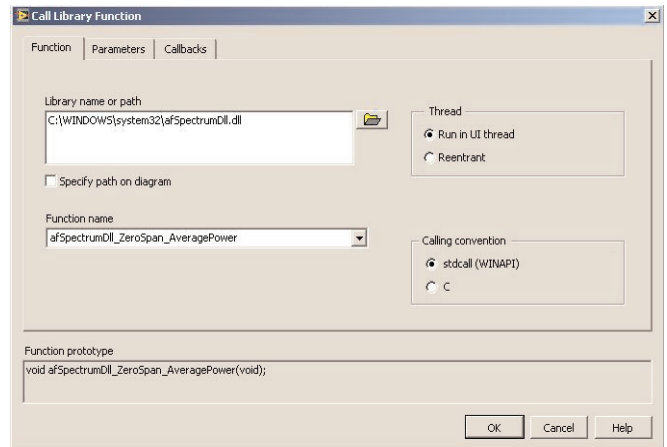 Call Library Function
Function
Parameters
Callbacks
Library name or path
C:\WINDOWS\system32\afSpectrumDll.dll
Specify path on diagram
Function name
afSpectrumDll_ZeroSpan_AveragePower
Thread
Run in UI thread
Reentrant
Calling convention
stdcall (WINAPI)
C
Function prototype
void afSpectrumDll_ZeroSpan_AveragePower(void);
OK
Cancel
Help